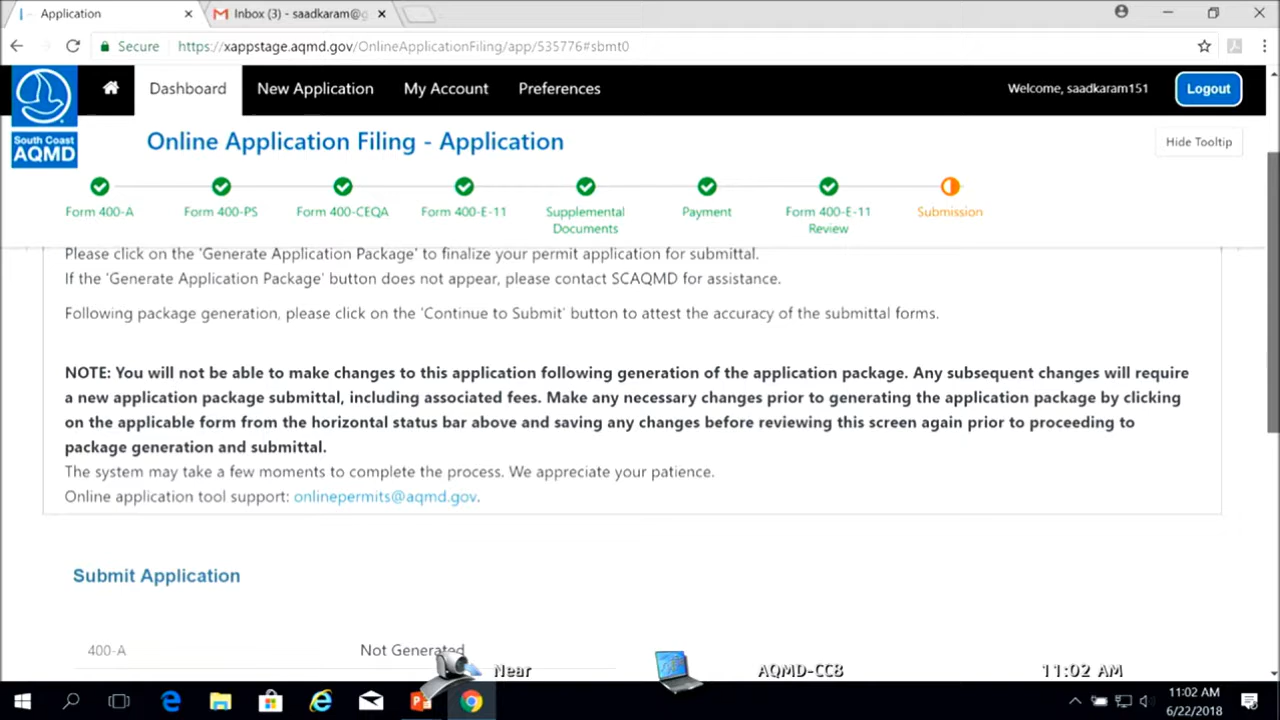 Application
Inbox (3) - saadkaram@g
Secure
https://xappstage.aqmd.gov/OnlineApplicationFiling/app/535776#sbmt0
Dashboard
New Application
My Account
Preferences
Welcome, saadkaram151
Logout
South Coast
AQMD
Online Application Filing - Application
Hide Tooltip
Form 400-A
Form 400-PS
Form 400-CEQA
Form 400-E-11
Supplemental
Documents
Payment
Form 400-E-11
Review
Submission
Please click on the 'Generate Application Package' to finalize your permit application for submittal.
If the 'Generate Application Package' button does not appear, please contact SCAQMD for assistance.
Following package generation, please click on the 'Continue to Submit' button to attest the accuracy of the submittal forms.
NOTE: You will not be able to make changes to this application following generation of the application package. Any subsequent changes will require
a new application package submittal, including associated fees. Make any necessary changes prior to generating the application package by clicking
on the applicable form from the horizontal status bar above and saving any changes before reviewing this screen again prior to proceeding to
package generation and submittal.
The system may take a few moments to complete the process. We appreciate your patience.
Online application tool support: onlinepermits@aqmd.gov.
Submit Application
400-A
Not Generated
Near
AQMD-CC8
11:02 AM
11:02 AM
6/22/2018